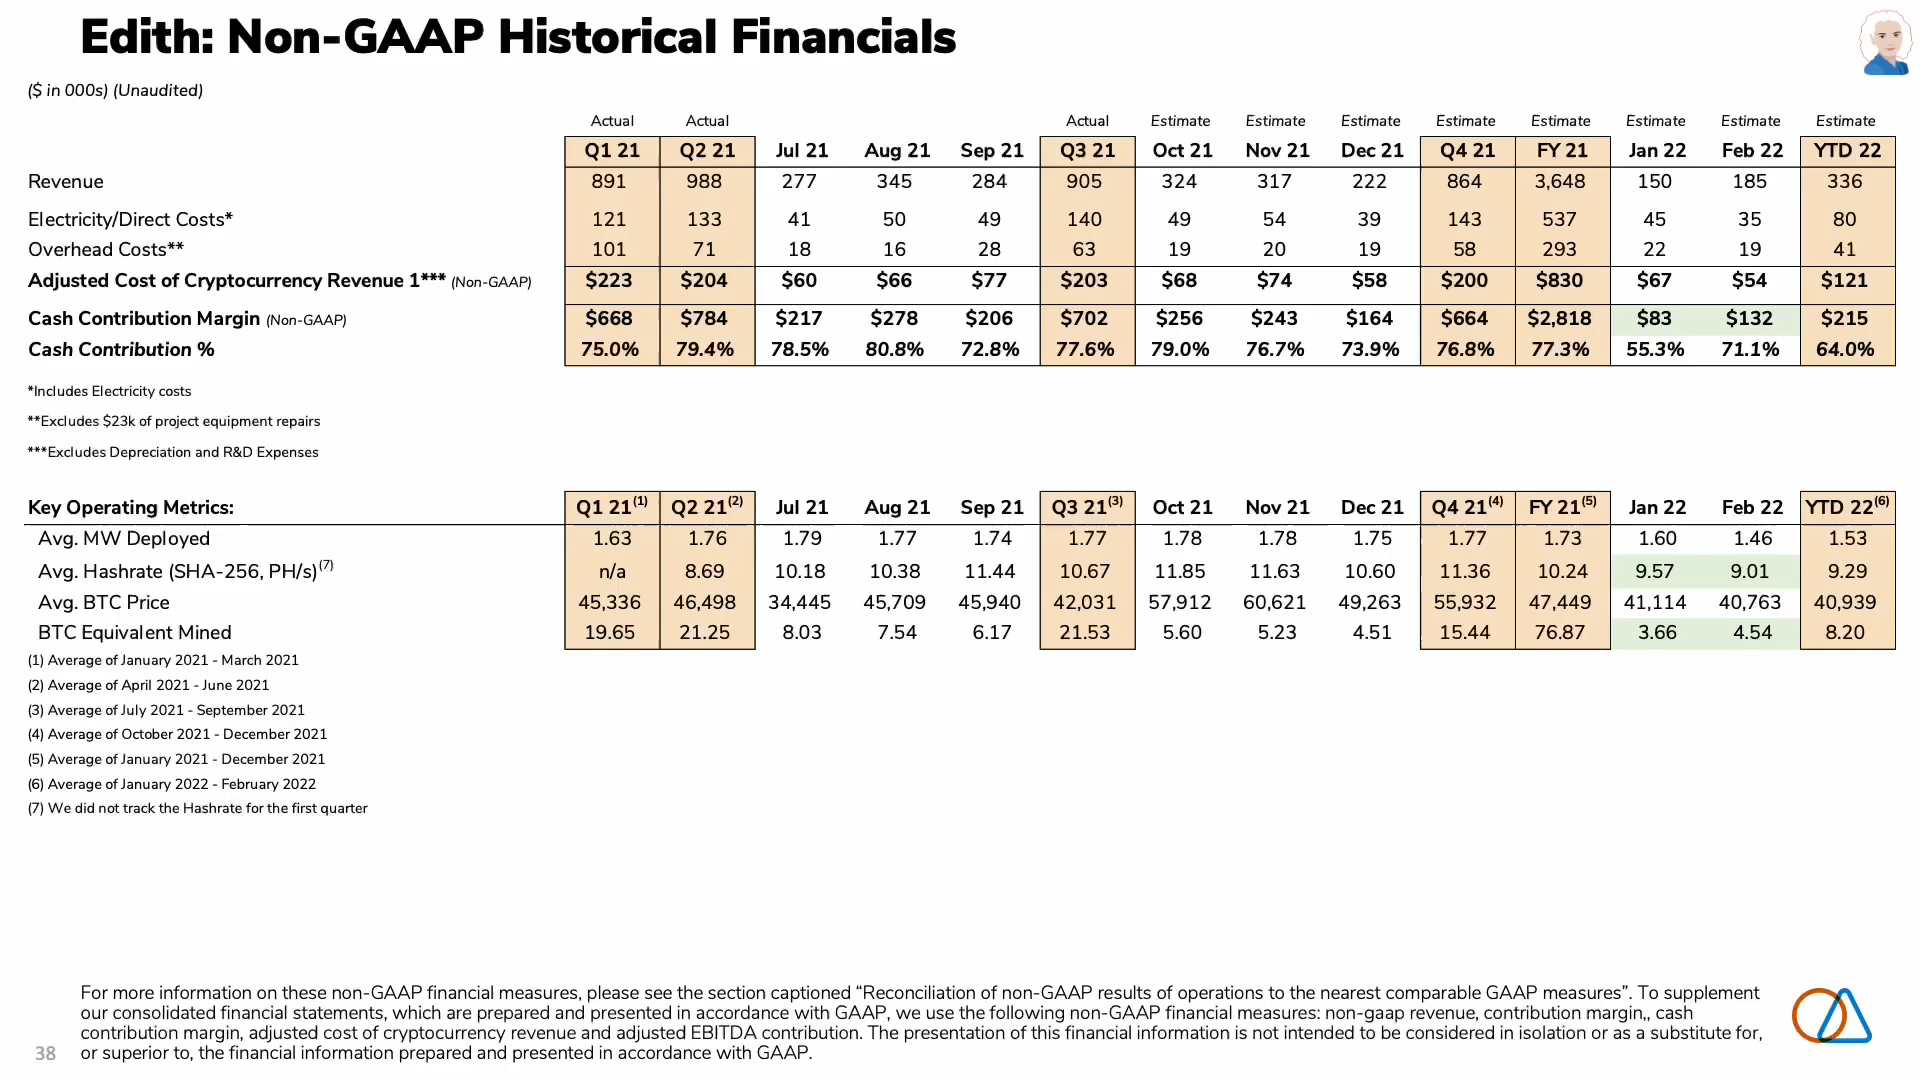 Edith: Non-GAAP Historical Financials
($ in 000s) (Unaudited)
Actual Actual Actual Estimate Estimate Estimate Estimate Estimate Estimate Estimate Estimate
Q1 21 Q2 21 Jul 21 Aug 21 Sep 21 Q3 21 Oct 21 Nov 21 Dec 21 Q4 21 FY 21 Jan 22 Feb 22 YTD 22
Revenue 891 988 277 345 284 905 324 317 222 864 3,648 150 185 336
Electricity/Direct Costs* 121 133 41 50 49 140 49 54 39 143 537 45 35 80
Overhead Costs** 101 71 18 16 28 63 19 20 19 58 293 22 19 41
Adjusted Cost of Cryptocurrency Revenue 1*** (Non-GAAP) $223 $204 $60 $66 $77 $203 $68 $74 $58 $200 $830 $67 $54 $121
Cash Contribution Margin (Non-GAAP) $668 $784 $217 $278 $206 $702 $256 $243 $164 $664 $2,818 $83 $132 $215
Cash Contribution % 75.0% 79.4% 78.5% 80.8% 72.8% 77.6% 79.0% 76.7% 73.9% 76.8% 77.3% 55.3% 71.1% 64.0%
*Includes Electricity costs
**Excludes $23k of project equipment repairs
***Excludes Depreciation and R&D Expenses
Key Operating Metrics: Q1 21(1) Q2 21(2) Jul 21 Aug 21 Sep 21 Q3 21(3) Oct 21 Nov 21 Dec 21 Q4 21(4) FY 21(5) Jan 22 Feb 22 YTD 22(6)
Avg. MW Deployed 1.63 1.76 1.79 1.77 1.74 1.77 1.78 1.78 1.75 1.77 1.73 1.60 1.46 1.53
Avg. Hashrate (SHA-256, PH/s)(7) n/a 8.69 10.18 10.38 11.44 10.67 11.85 11.63 10.60 11.36 10.24 9.57 9.01 9.29
Avg. BTC Price 45,336 46,498 34,445 45,709 45,940 42,031 57,912 60,621 49,263 55,932 47,449 41,114 40,763 40,939
BTC Equivalent Mined 19.65 21.25 8.03 7.54 6.17 21.53 5.60 5.23 4.51 15.44 76.87 3.66 4.54 8.20
(1) Average of January 2021 - March 2021
(2) Average of April 2021 - June 2021
(3) Average of July 2021 - September 2021
(4) Average of October 2021 - December 2021
(5) Average of January 2021 - December 2021
(6) Average of January 2022 - February 2022
(7) We did not track the Hashrate for the first quarter
For more information on these non-GAAP financial measures, please see the section captioned “Reconciliation of non-GAAP results of operations to the nearest comparable GAAP measures”. To supplement
our consolidated financial statements, which are prepared and presented in accordance with GAAP, we use the following non-GAAP financial measures: non-gaap revenue, contribution margin,, cash
contribution margin, adjusted cost of cryptocurrency revenue and adjusted EBITDA contribution. The presentation of this financial information is not intended to be considered in isolation or as a substitute for,
38 or superior to, the financial information prepared and presented in accordance with GAAP.